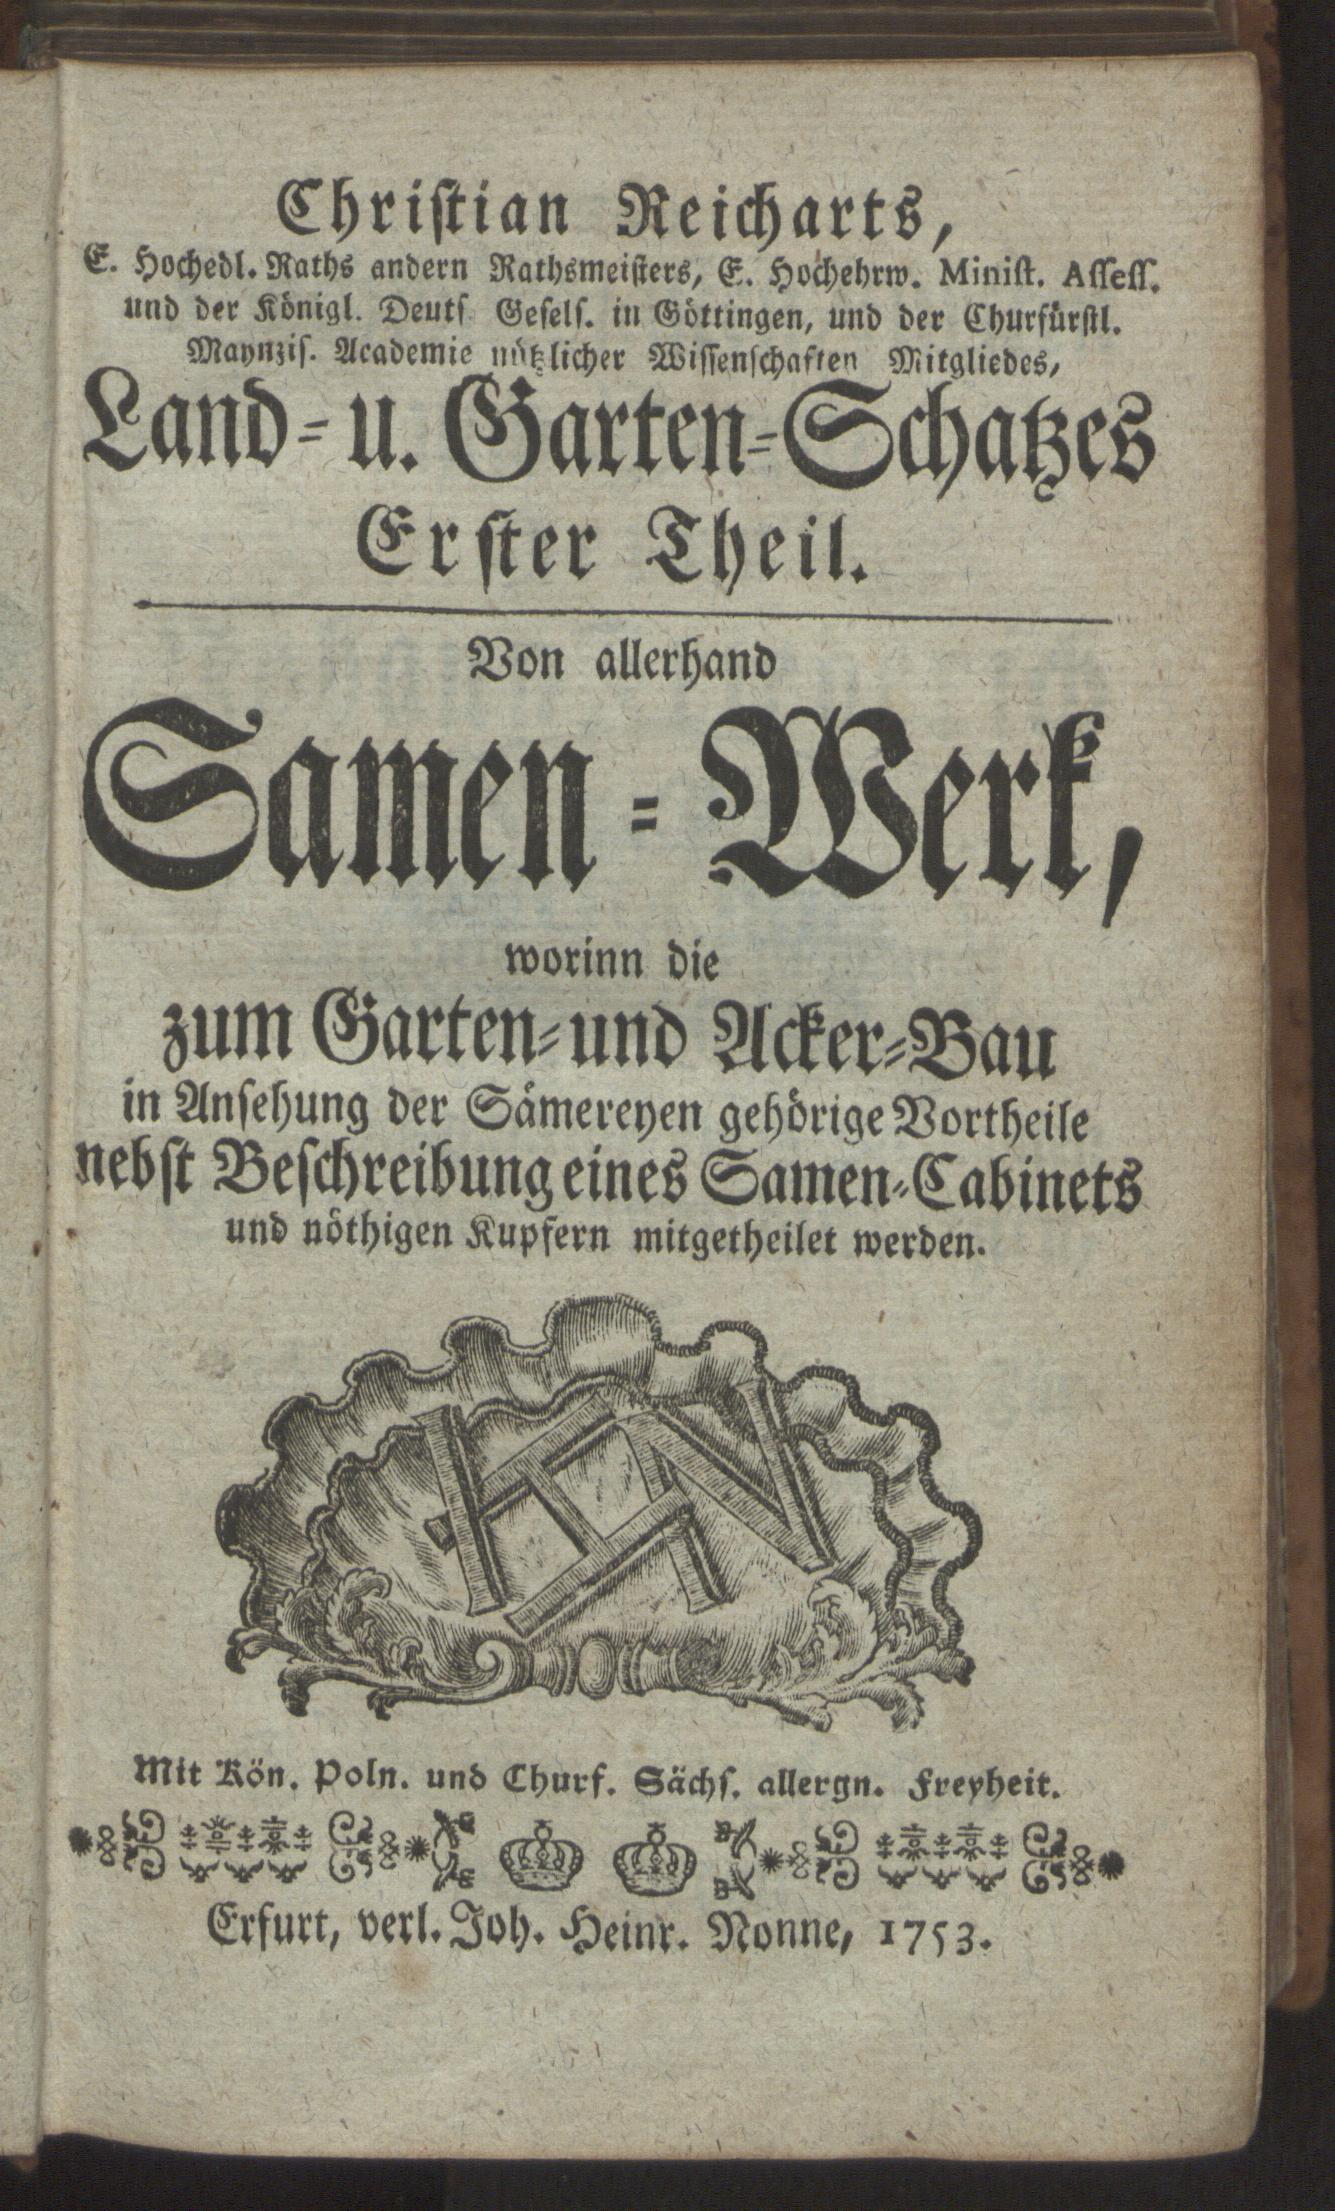 Christian Reicharts,
E. Hochedl. Raths andern Rathsmeisters, E. Hochehrw. Minist. Assess.
und der Königl. Deuts Gesels. in Göttingen, und der Churfürstl.
Maynzis. Academie nützlicher Wissenschaften Mitgliedes,
Land- u. Garten-Schatzes
Erster Theil.
Von allerhand
Samen-Werk,
worinn die
zum Garten- und Acker-Bau
in Ansehung der Sämereyen gehörige Vortheile
nebst Beschreibung eines Samen-Cabinets
und nöthigen Kupfern mitgetheilet werden.
IHN
Mit Kön. Poln. und Churf. Sächs. allergn. Freyheit.
Erfurt, verl. Joh. Heinr. Nonne, 1753.